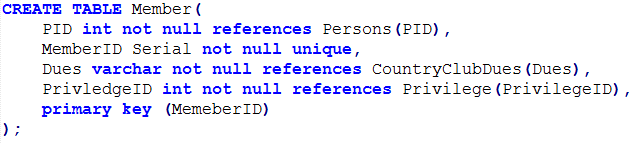 CREATE TABLE Member(
PID int not null references Persons(PID),
MemberID Serial not null unique,
Dues varchar not null references CountryClubDues(Dues),
PrivledgeID int not null references Privilege(PrivilegeID),
primary key (MemeberID)
);